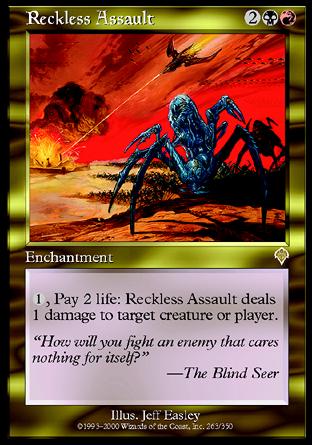 Reckless Assault 2
Enchantment
1, Pay 2 life: Reckless Assault deals
1 damage to target creature or player.
“How will you fight an enemy that cares
nothing for itself?”
—The Blind Seer
Illus. Jeff Easley
©1993–2000 Wizards of the Coast, Inc. 263/350